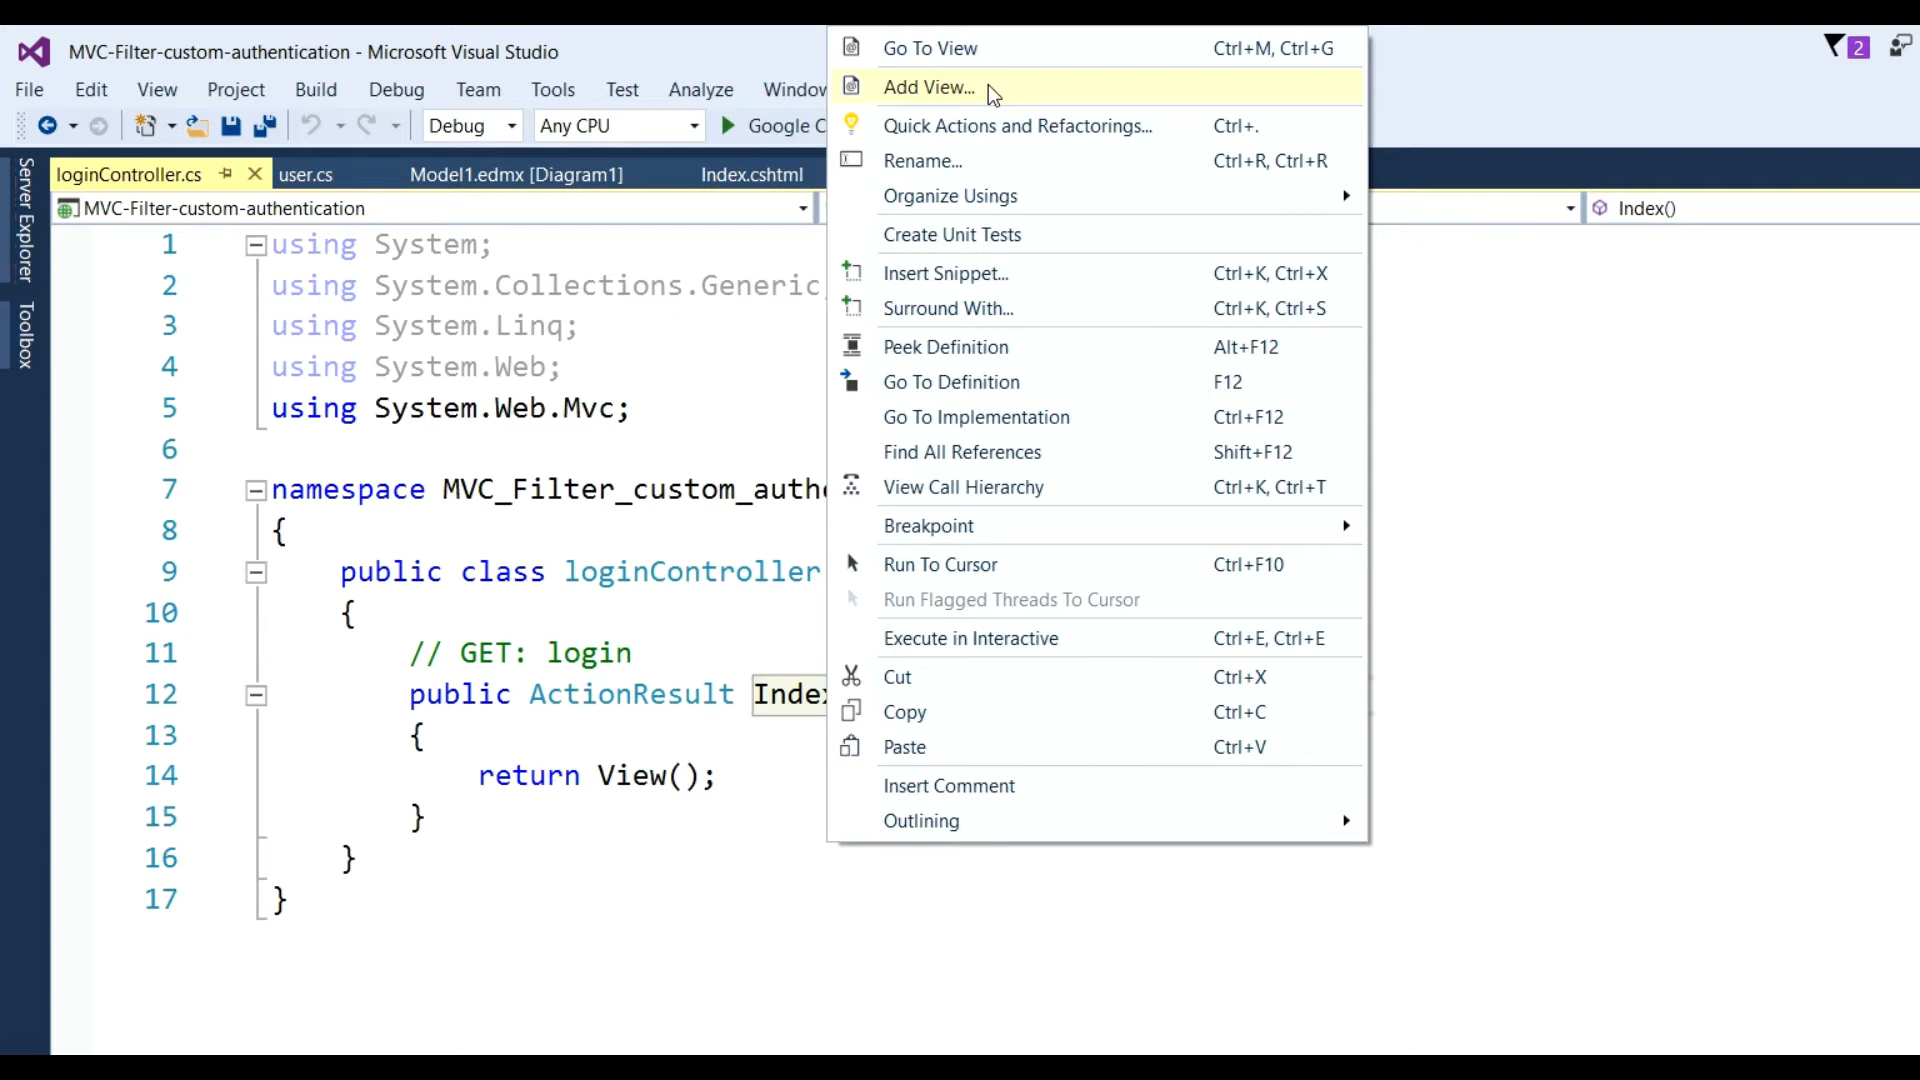 MVC-Filter-custom-authentication - Microsoft Visual Studio
2
File Edit View Project Build Debug Team Tools Test Analyze Window
Debug Any CPU Google C
loginController.cs user.cs Model1.edmx [Diagram1] Index.cshtml
MVC-Filter-custom-authentication Index()
Server Explorer
Toolbox
1 using System;
2 using System.Collections.Generic
3 using System.Linq;
4 using System.Web;
5 using System.Web.Mvc;
6
7 namespace MVC_Filter_custom_auth
8 {
9 public class loginController
10 {
11 // GET: login
12 public ActionResult Index
13 {
14 return View();
15 }
16 }
17 }
Go To View Ctrl+M, Ctrl+G
Add View...
Quick Actions and Refactorings... Ctrl+.
Rename... Ctrl+R, Ctrl+R
Organize Usings
Create Unit Tests
Insert Snippet... Ctrl+K, Ctrl+X
Surround With... Ctrl+K, Ctrl+S
Peek Definition Alt+F12
Go To Definition F12
Go To Implementation Ctrl+F12
Find All References Shift+F12
View Call Hierarchy Ctrl+K, Ctrl+T
Breakpoint
Run To Cursor Ctrl+F10
Run Flagged Threads To Cursor
Execute in Interactive Ctrl+E, Ctrl+E
Cut Ctrl+X
Copy Ctrl+C
Paste Ctrl+V
Insert Comment
Outlining